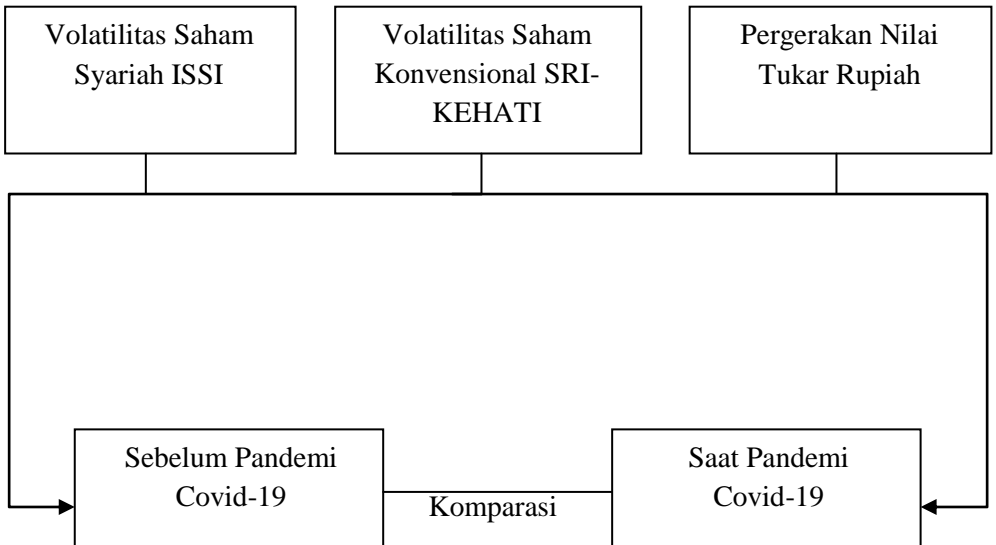 Volatilitas Saham
Syariah ISSI
Volatilitas Saham
Konvensional SRI-
KEHATI
Pergerakan Nilai
Tukar Rupiah
Sebelum Pandemi
Covid-19
Komparasi
Saat Pandemi
Covid-19